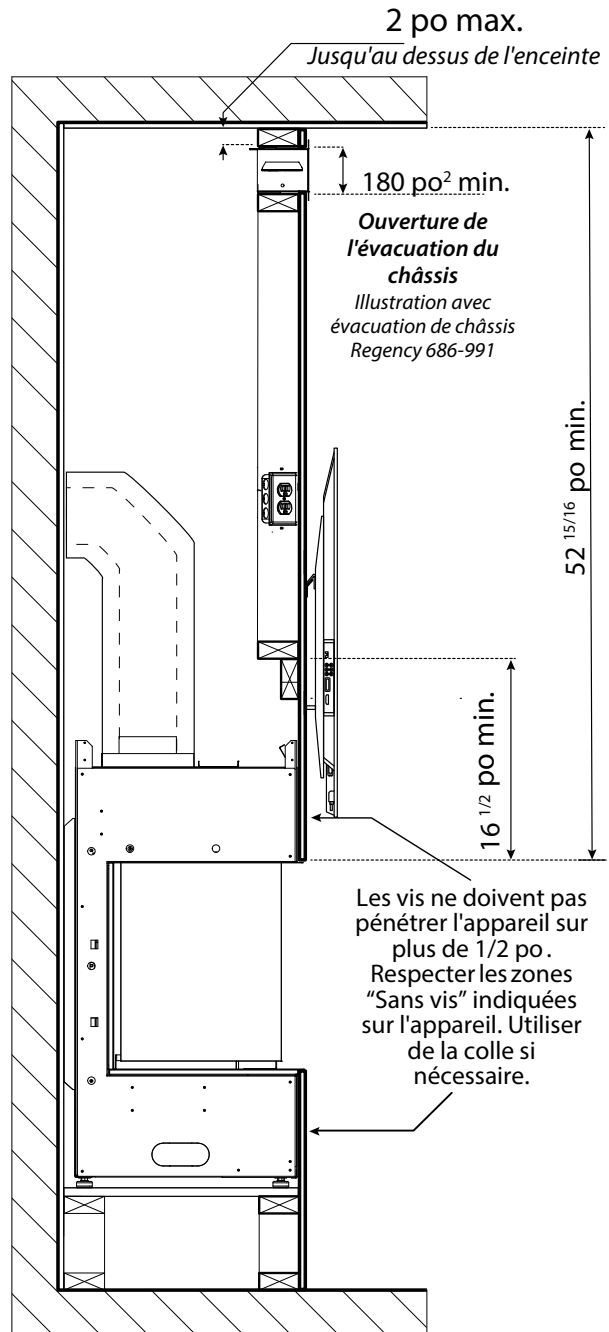 2 po max.
Jusqu'au dessus de l'enceinte
180 po² min.
Ouverture de
l'évacuation du
châssis
Illustration avec
évacuation de châssis
Regency 686-991
52 15/16 po min.
16 1/2 po min.
Les vis ne doivent pas
pénétrer l'appareil sur
plus de 1/2 po.
Respecter les zones
“Sans vis” indiquées
sur l'appareil. Utiliser
de la colle si
nécessaire.